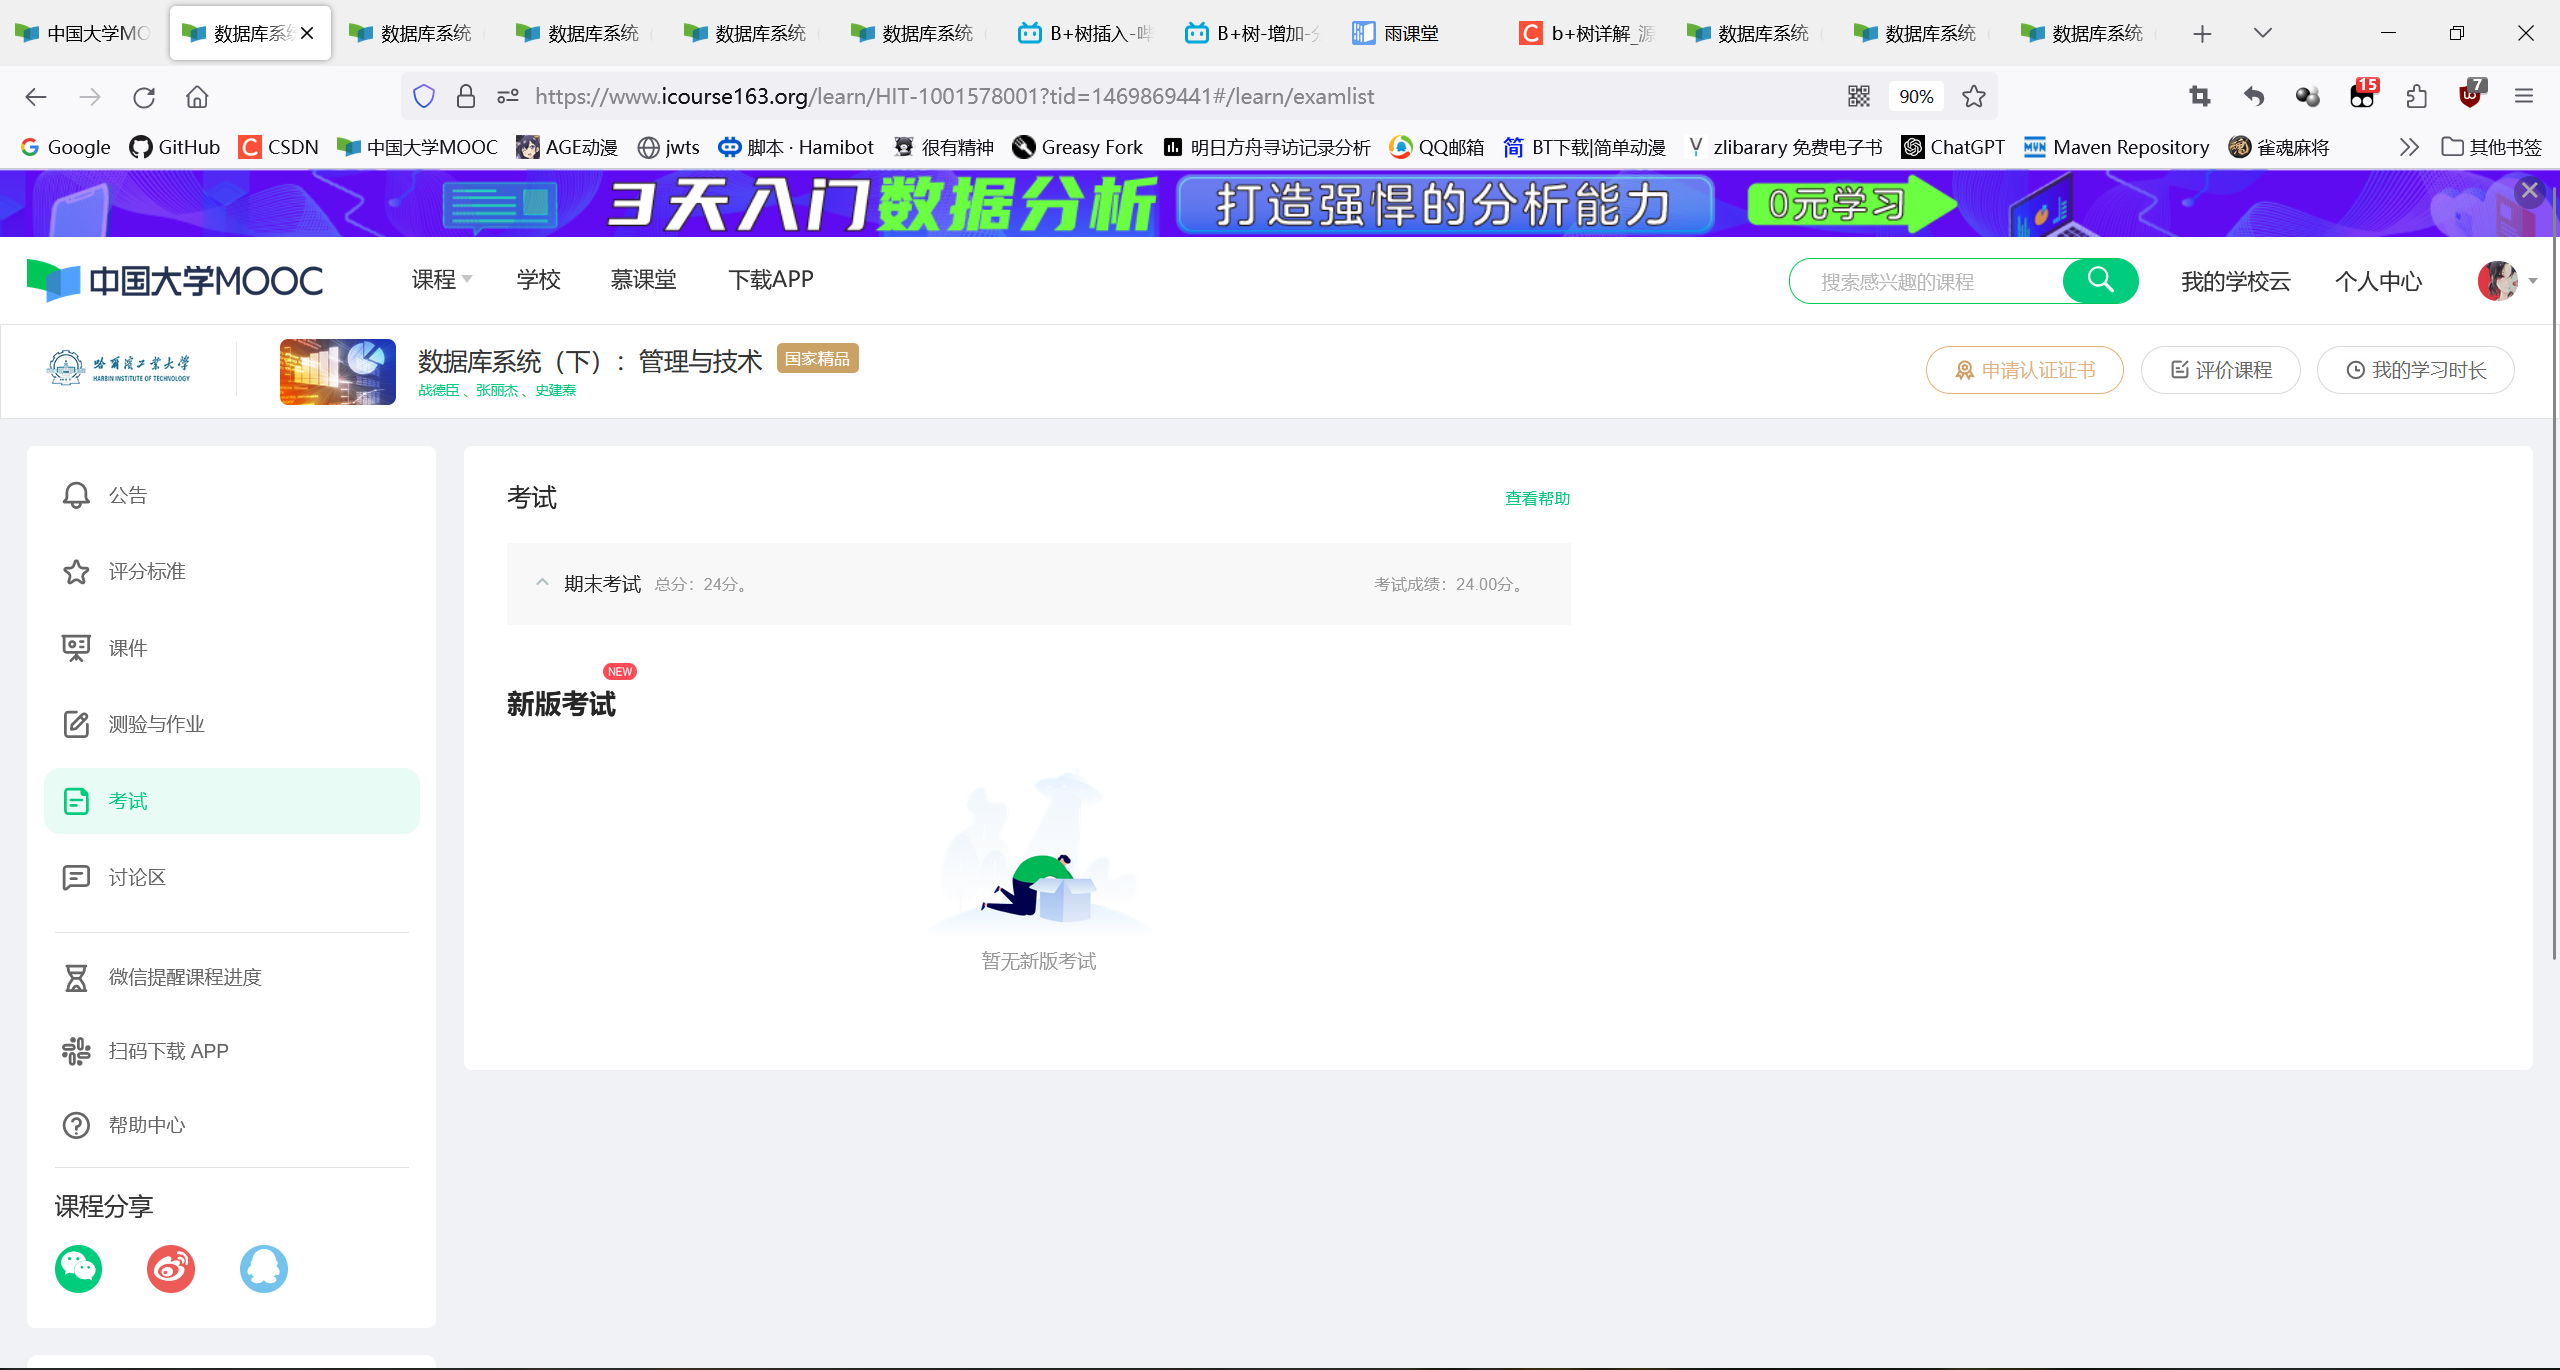 中国大学MO
数据库系统
数据库系统
数据库系统
数据库系统
数据库系统
B+树插入-哔
B+树-增加-分
雨课堂
b+树详解_源
数据库系统
数据库系统
数据库系统
https://www.icourse163.org/learn/HIT-1001578001?tid=1469869441#/learn/examlist
90%
15
7
Google
GitHub
CSDN
中国大学MOOC
AGE动漫
jwts
脚本 · Hamibot
很有精神
Greasy Fork
明日方舟寻访记录分析
QQ邮箱
BT下载|简单动漫
zlibarary 免费电子书
ChatGPT
Maven Repository
雀魂麻将
其他书签
3天入门数据分析 打造强悍的分析能力 0元学习
中国大学MOOC
课程
学校
慕课堂
下载APP
搜索感兴趣的课程
我的学校云
个人中心
哈尔滨工业大学
HARBIN INSTITUTE OF TECHNOLOGY
数据库系统（下）：管理与技术 国家精品
战德臣 、张丽杰 、史建焘
申请认证证书
评价课程
我的学习时长
公告
评分标准
课件
测验与作业
考试
讨论区
微信提醒课程进度
扫码下载 APP
帮助中心
课程分享
考试
查看帮助
期末考试 总分：24分。
考试成绩：24.00分。
NEW
新版考试
暂无新版考试